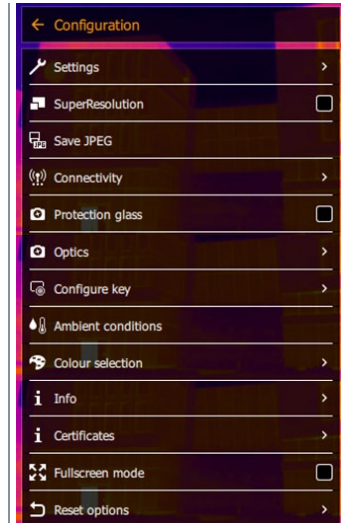 Configuration
Settings
SuperResolution
JPG
Save JPEG
Connectivity
Protection glass
Optics
Configure key
Ambient conditions
Colour selection
Info
Certificates
Fullscreen mode
Reset options